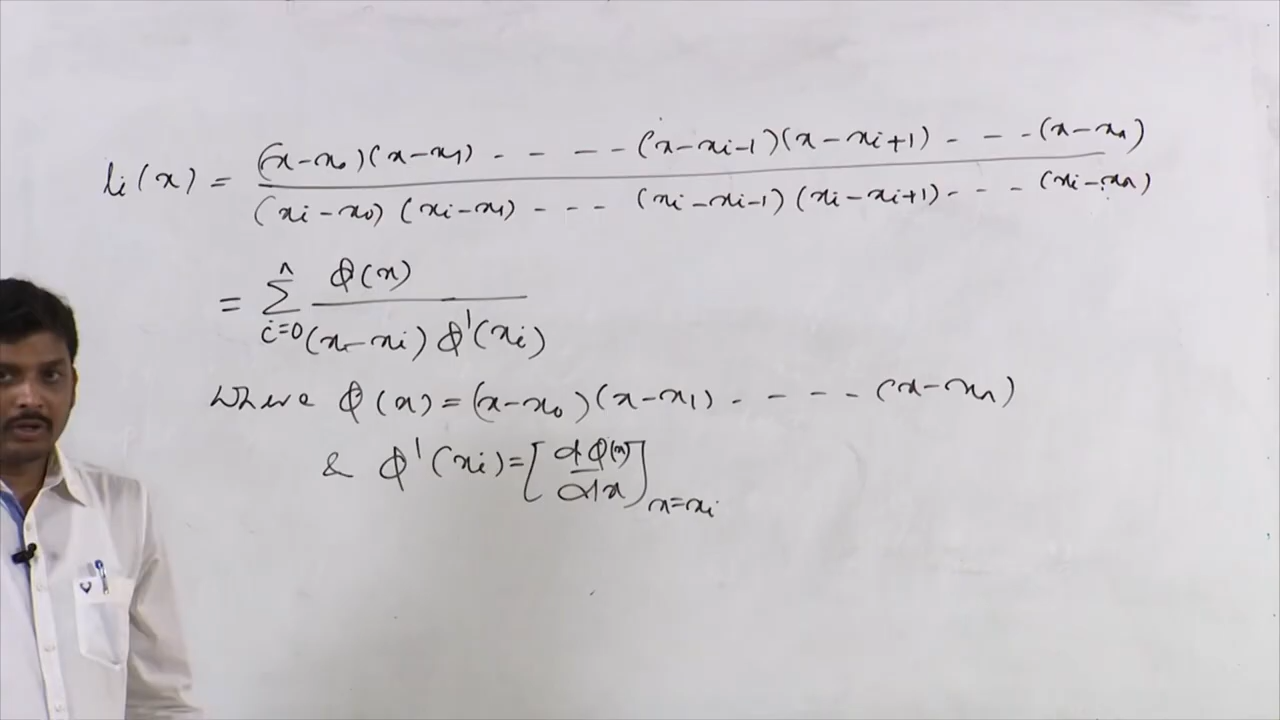 li(x) = (x-x₀)(x-x₁) - - - - - (x-xi-1)(x-xi+1) - - - (x-xn)
(xi-x₀)(xi-x₁) - - - (xi-xi-1)(xi-xi+1) - - - (xi-xn)
= n Σ i=0 ϕ(x) / (x-xi) ϕ'(xi)
where ϕ(x) = (x-x₀)(x-x₁) - - - - (x-xn)
& ϕ'(xi) = [dϕ(x)/dx] x=xi